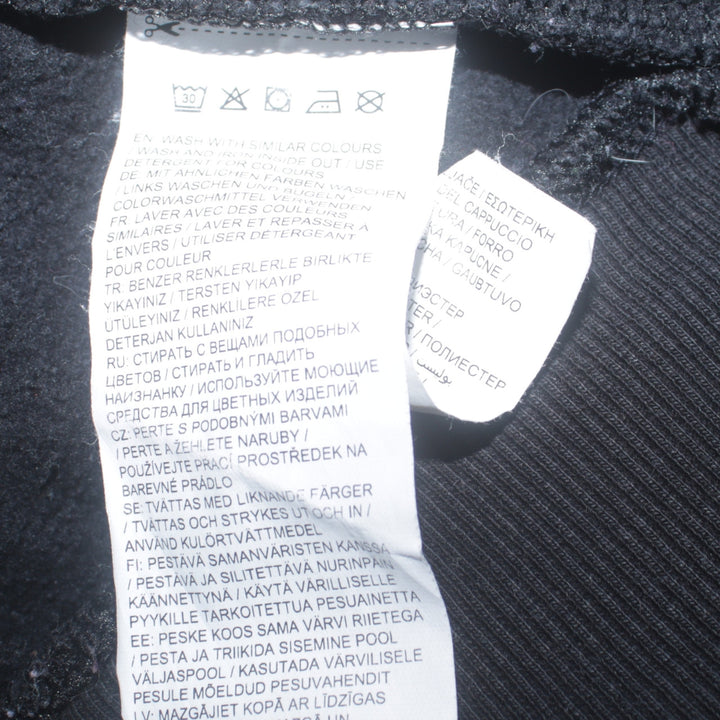 30
EN: WASH WITH SIMILAR COLOURS
/ WASH AND IRON INSIDE OUT / USE
DETERGENT FOR COLOURS
DE: MIT ÄHNLICHEN FARBEN WASCHEN
/ LINKS WASCHEN UND BÜGELN /
COLORWASCHMITTEL VERWENDEN
FR: LAVER AVEC DES COULEURS
SIMILAIRES / LAVER ET REPASSER À
L'ENVERS / UTILISER DETERGENT
POUR COULEUR
TR: BENZER RENKLERLERLE BIRLIKTE
YIKAYINIZ / TERSTEN YIKAYIP
ÜTÜLEYINIZ / RENKLILERE OZEL
DETERJAN KULLANINIZ
RU: СТИРАТЬ С ВЕЩАМИ ПОДОБНЫХ
ЦВЕТОВ / СТИРАТЬ И ГЛАДИТЬ
НАИЗНАНКУ / ИСПОЛЬЗУЙТЕ МОЮЩИЕ
СРЕДСТВА ДЛЯ ЦВЕТНЫХ ИЗДЕЛИЙ
CZ: PERTE S PODOBNÝMI BARVAMI
/ PERTE A ŽEHLETE NARUBY /
POUŽÍVEJTE PRACÍ PROSTŘEDEK NA
BAREVNÉ PRÁDLO
SE: TVÄTTAS MED LIKNANDE FÄRGER
/ TVÄTTAS OCH STRYKES UT OCH IN /
ANVÄND KULÖRTVÄTTMEDEL
FI: PESTÄVÄ SAMANVÄRISTEN KANSSA
/ PESTÄVÄ JA SILITETTÄVÄ NURINPAIN
KÄÄNNETTYNÄ / KÄYTÄ VÄRILLISELLE
PYYKILLE TARKOITETTUA PESUAINETTA
EE: PESKE KOOS SAMA VÄRVI RIIETEGA
/ PESTA JA TRIIKIDA SISEMINE POOL
VÄLJASPOOL / KASUTADA VÄRVILISELE
PESULE MÕELDUD PESUVAHENDIT
LV: MAZGĀJIET KOPĀ AR LĪDZĪGAS
/ ΕΣΩΤΕΡΙΚΗ
DEL CAPPUCCIO
/ FORRO
KAPUCNE /
/ GAUBTUVO
/ ПОЛИЭСТЕР